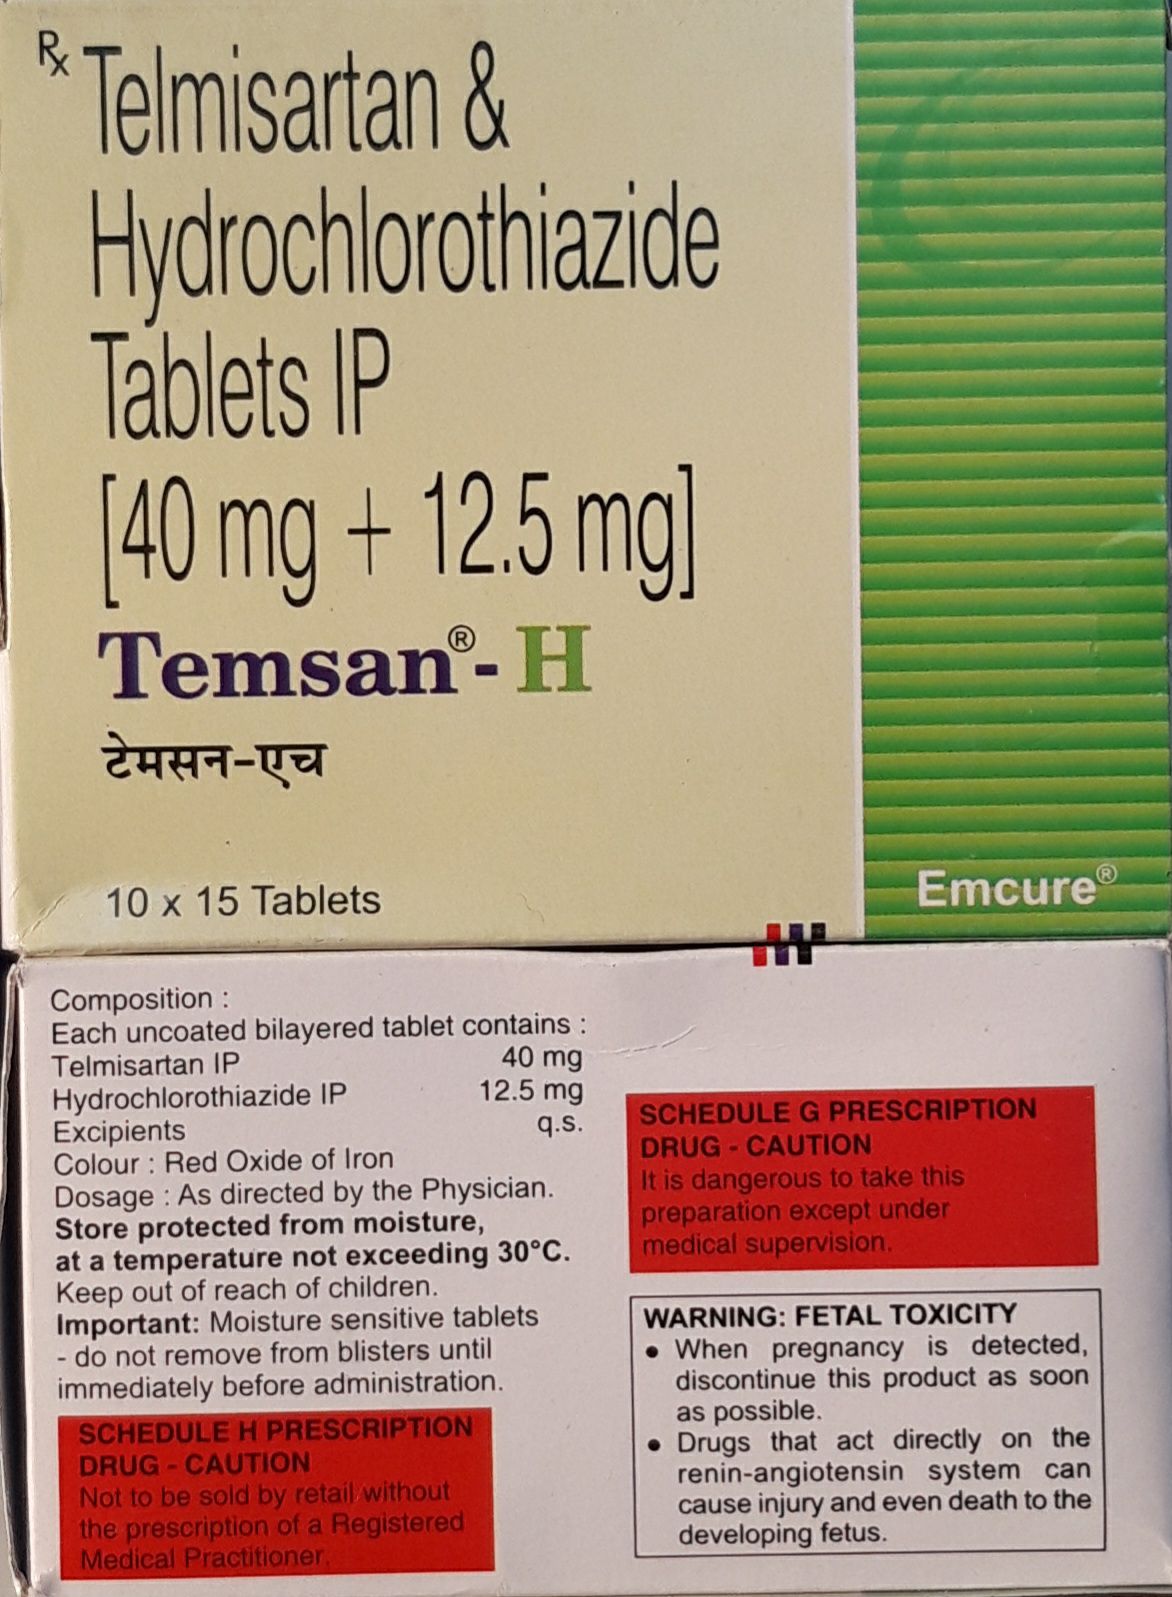 Rx Telmisartan &
Hydrochlorothiazide
Tablets IP
[40 mg + 12.5 mg]
Temsan®-H
टेमसन-एच
10 x 15 Tablets
Emcure®
Composition :
Each uncoated bilayered tablet contains :
Telmisartan IP 40 mg
Hydrochlorothiazide IP 12.5 mg
Excipients q.s.
Colour : Red Oxide of Iron
Dosage : As directed by the Physician.
Store protected from moisture,
at a temperature not exceeding 30°C.
Keep out of reach of children.
Important: Moisture sensitive tablets
- do not remove from blisters until
immediately before administration.
SCHEDULE H PRESCRIPTION
DRUG - CAUTION
Not to be sold by retail without
the prescription of a Registered
Medical Practitioner.
SCHEDULE G PRESCRIPTION
DRUG - CAUTION
It is dangerous to take this
preparation except under
medical supervision.
WARNING: FETAL TOXICITY
• When pregnancy is detected,
discontinue this product as soon
as possible.
• Drugs that act directly on the
renin-angiotensin system can
cause injury and even death to the
developing fetus.